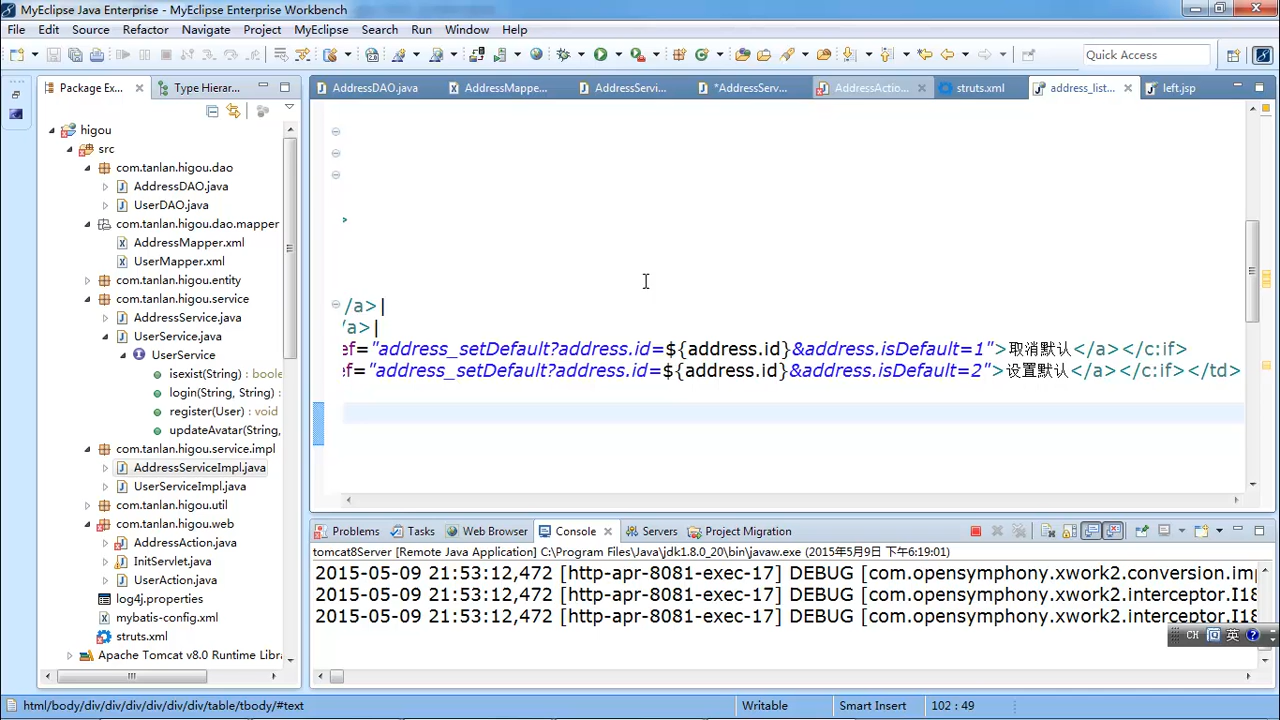 MyEclipse Java Enterprise - MyEclipse Enterprise Workbench
File Edit Source Refactor Navigate Project MyEclipse Search Run Window Help
Quick Access
Package Ex...
Type Hierar...
AddressDAO.java
AddressMappe...
AddressServi...
*AddressServ...
AddressActio...
struts.xml
address_list...
left.jsp
higou
src
com.tanlan.higou.dao
AddressDAO.java
UserDAO.java
com.tanlan.higou.dao.mapper
AddressMapper.xml
UserMapper.xml
com.tanlan.higou.entity
com.tanlan.higou.service
AddressService.java
UserService.java
UserService
isexist(String) : boole
login(String, String) :
register(User) : void
updateAvatar(String,
com.tanlan.higou.service.impl
AddressServiceImpl.java
UserServiceImpl.java
com.tanlan.higou.util
com.tanlan.higou.web
AddressAction.java
InitServlet.java
UserAction.java
log4j.properties
mybatis-config.xml
struts.xml
Apache Tomcat v8.0 Runtime Libra
>
/a>|
/a>|
ef="address_setDefault?address.id=${address.id}&address.isDefault=1">取消默认</a></c:if>
ef="address_setDefault?address.id=${address.id}&address.isDefault=2">设置默认</a></c:if></td>
Problems Tasks Web Browser Console Servers Project Migration
tomcat8Server [Remote Java Application] C:\Program Files\Java\jdk1.8.0_20\bin\javaw.exe (2015年5月9日 下午6:19:01)
2015-05-09 21:53:12,472 [http-apr-8081-exec-17] DEBUG [com.opensymphony.xwork2.conversion.imp
2015-05-09 21:53:12,472 [http-apr-8081-exec-17] DEBUG [com.opensymphony.xwork2.interceptor.I18
2015-05-09 21:53:12,472 [http-apr-8081-exec-17] DEBUG [com.opensymphony.xwork2.interceptor.I18
CH 英
html/body/div/div/div/div/div/div/table/tbody/#text
Writable
Smart Insert
102 : 49